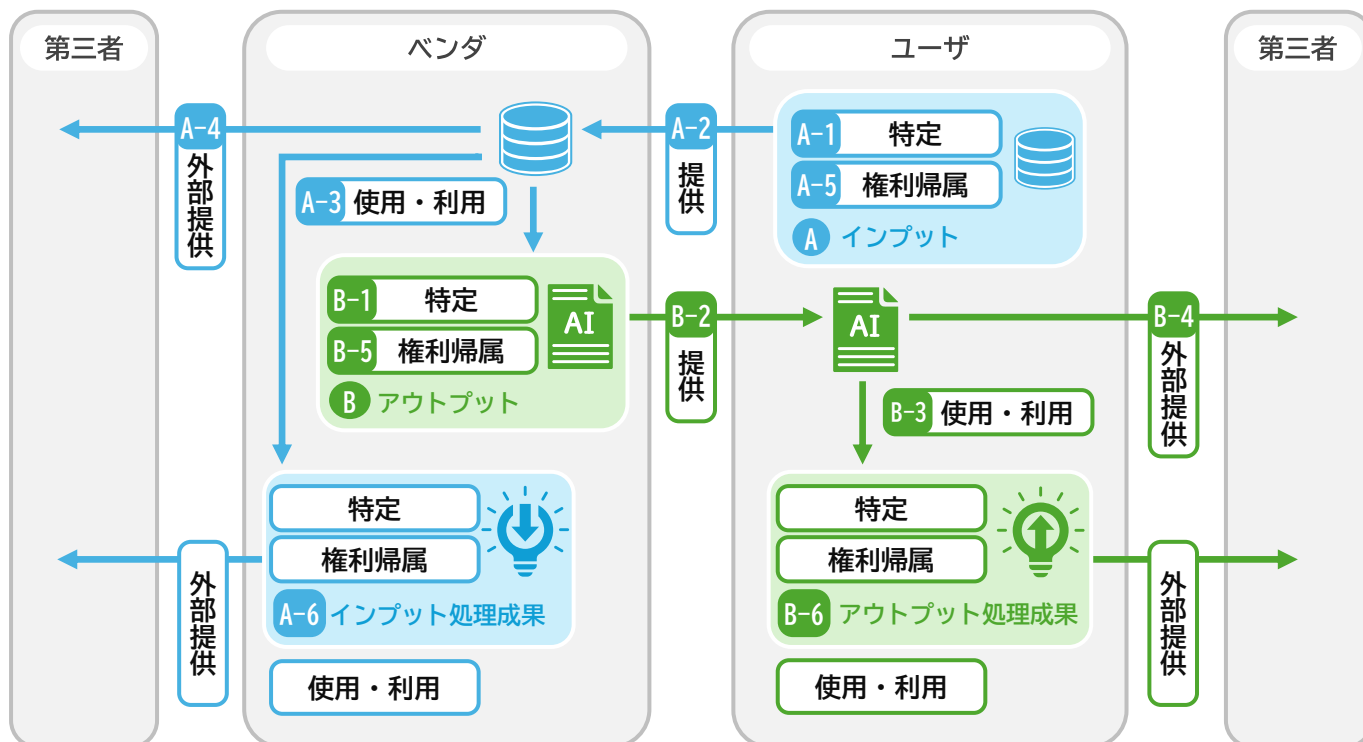 第三者
ベンダ
ユーザ
第三者
A-4
外部提供
A-2
提供
A-1
特定
A-5
権利帰属
A
インプット
A-3
使用・利用
B-1
特定
B-5
権利帰属
AI
B
アウトプット
B-2
提供
AI
B-4
外部提供
B-3
使用・利用
特定
権利帰属
A-6
インプット処理成果
使用・利用
外部提供
特定
権利帰属
B-6
アウトプット処理成果
使用・利用
外部提供